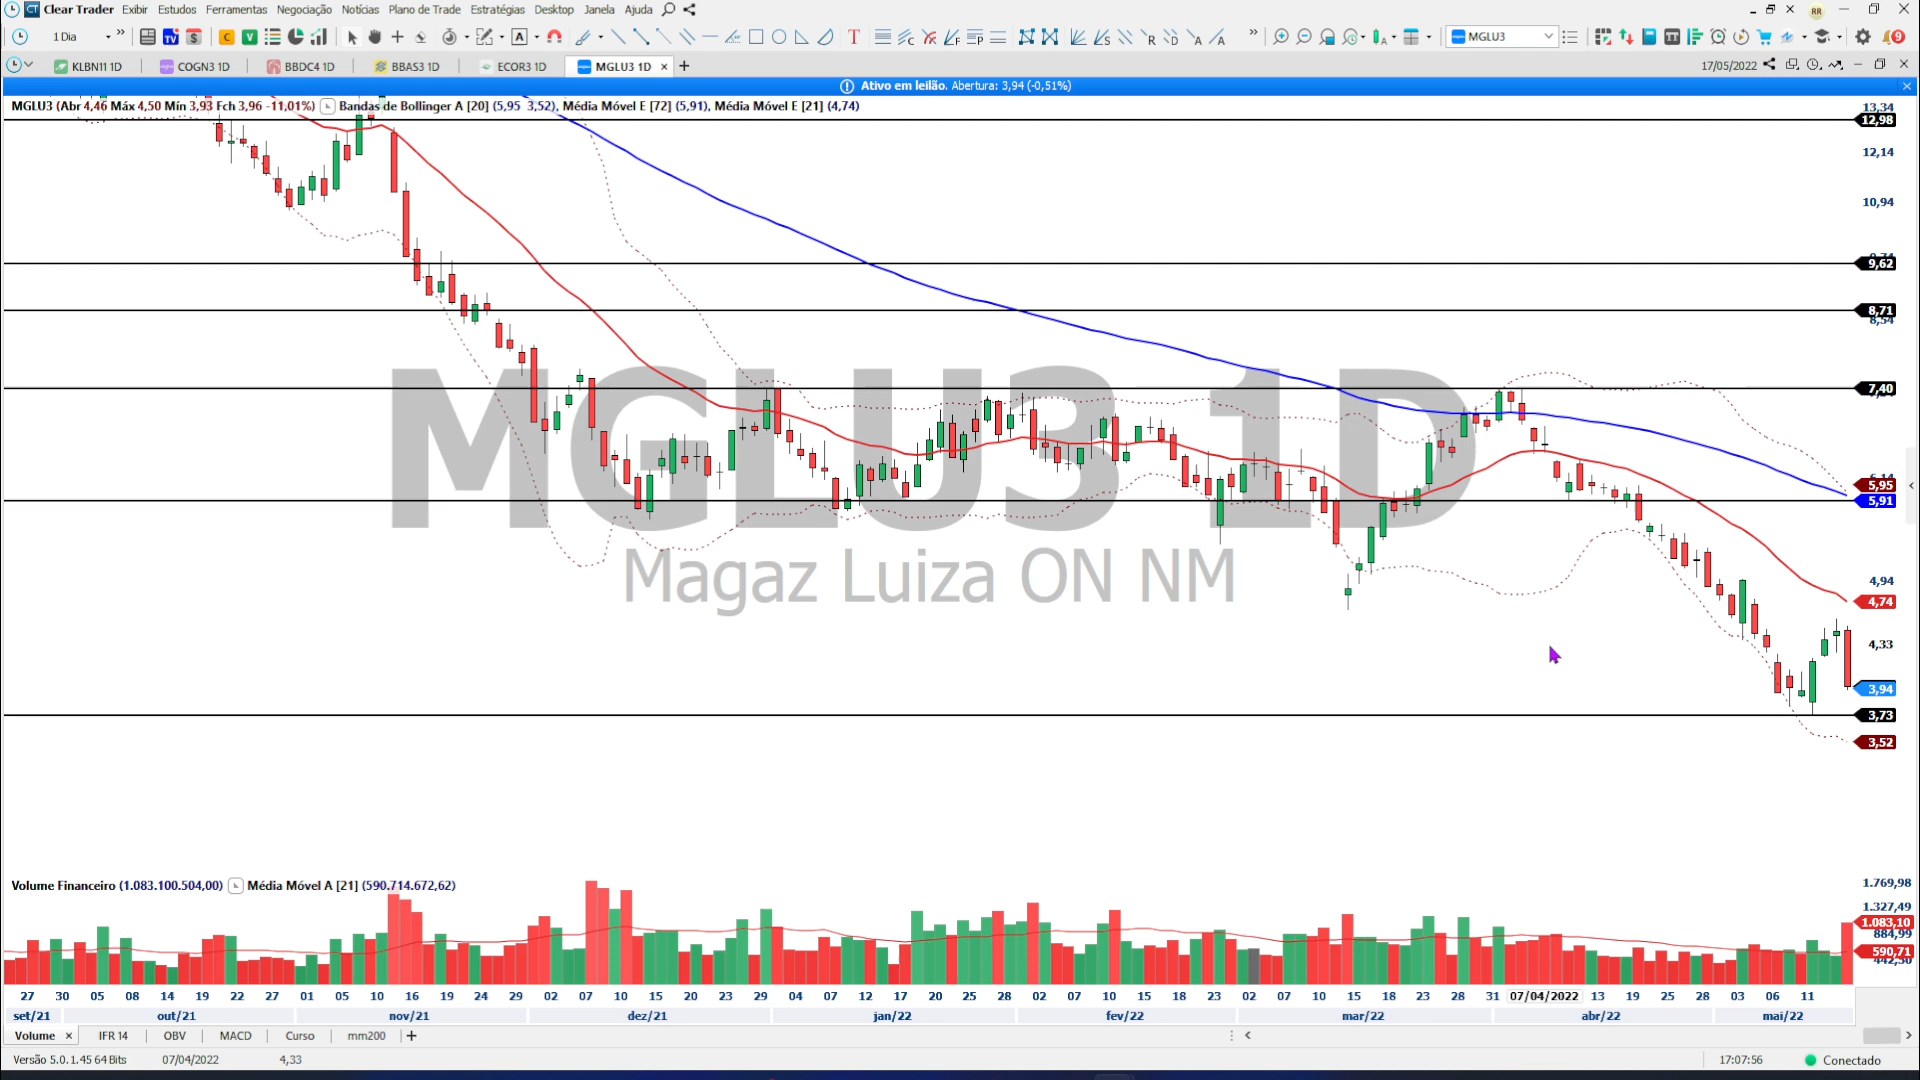 CT Clear Trader Exibir Estudos Ferramentas Negociação Notícias Plano de Trade Estratégias Desktop Janela Ajuda RR
1 Dia MGLU3 9
KLBN11 1D COGN3 1D BBDC4 1D BBAS3 1D ECOR3 1D MGLU3 1D 17/05/2022
Ativo em leilão. Abertura: 3,94 (-0,51%)
MGLU3 (Abr 4,46 Máx 4,50 Mín 3,93 Fch 3,96 -11,01%) Bandas de Bollinger A [20] (5,95 3,52), Média Móvel E [72] (5,91), Média Móvel E [21] (4,74)
13,34
12,98
12,14
10,94
9,62
8,71
8,54
7,40
5,95
5,91
4,94
4,74
4,33
3,94
3,73
3,52
MGLU3 1D
Magaz Luiza ON NM
Volume Financeiro (1.083.100.504,00) Média Móvel A [21] (590.714.672,62)
1.769,98
1.327,49
1.083,10
884,99
590,71
442,50
27 30 05 08 14 19 22 27 01 05 10 16 19 24 29 02 07 10 15 20 23 29 04 07 12 17 20 25 28 02 07 10 15 18 23 02 07 10 15 18 23 28 31 07/04/2022 13 19 25 28 03 06 11
set/21 out/21 nov/21 dez/21 jan/22 fev/22 mar/22 abr/22 mai/22
Volume IFR 14 OBV MACD Curso mm200
Versão 5.0.1.45 64 Bits 07/04/2022 4,33 17:07:56 Conectado